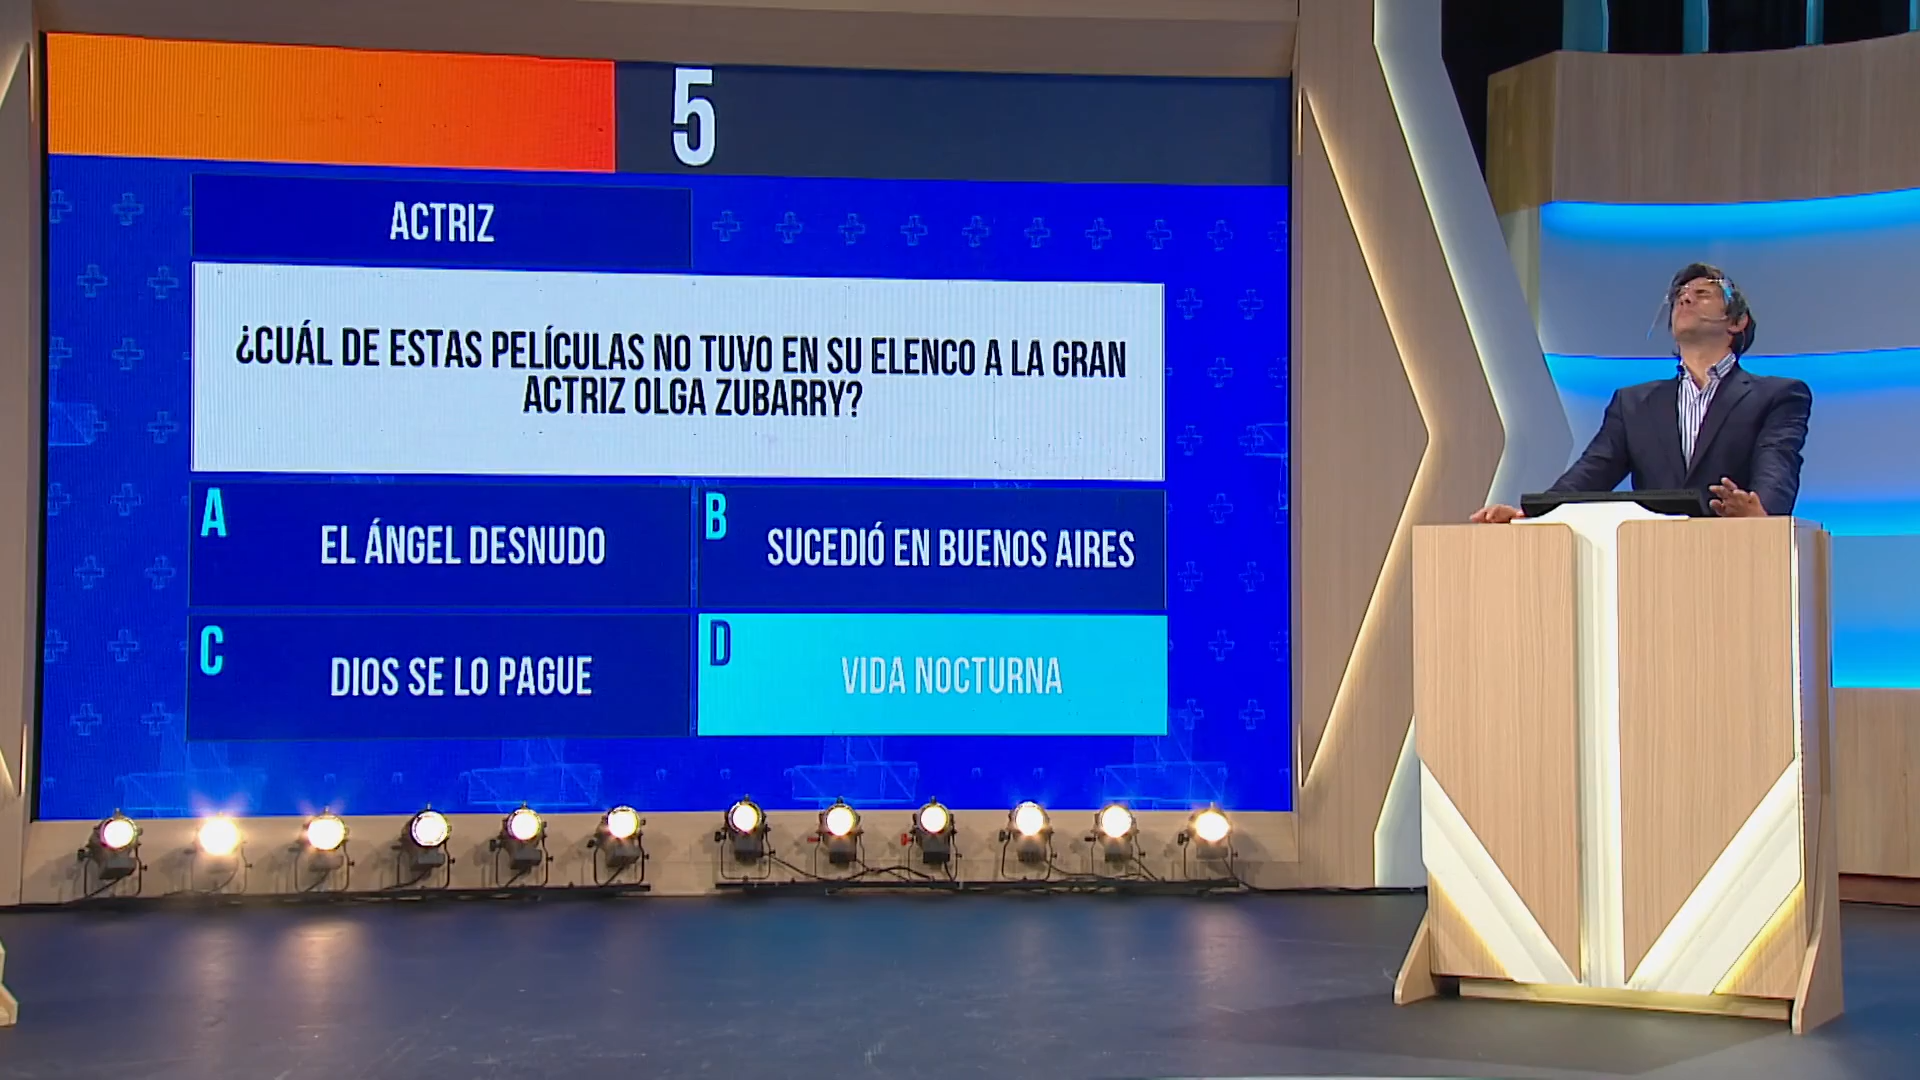 5
ACTRIZ
¿CUÁL DE ESTAS PELÍCULAS NO TUVO EN SU ELENCO A LA GRAN
ACTRIZ OLGA ZUBARRY?
A
EL ÁNGEL DESNUDO
B
SUCEDIÓ EN BUENOS AIRES
C
DIOS SE LO PAGUE
D
VIDA NOCTURNA